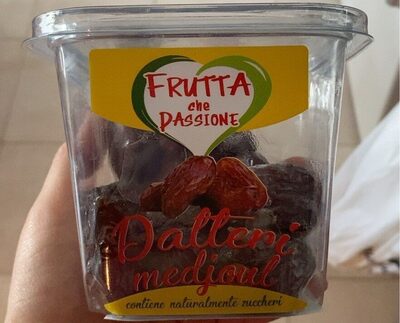 FRUTTA
che
PASSIONE
Datteri
medjoul
contiene naturalmente zuccheri